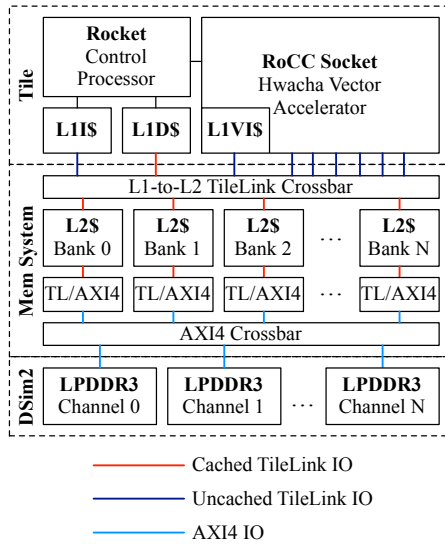 Tile
Rocket
Control
Processor
RoCC Socket
Hwacha Vector
Accelerator
L1I$
L1D$
L1VI$
Mem System
L1-to-L2 TileLink Crossbar
L2$
Bank 0
L2$
Bank 1
L2$
Bank 2
...
L2$
Bank N
TL/AXI4
TL/AXI4
TL/AXI4
...
TL/AXI4
AXI4 Crossbar
DSim2
LPDDR3
Channel 0
LPDDR3
Channel 1
...
LPDDR3
Channel N
Cached TileLink IO
Uncached TileLink IO
AXI4 IO